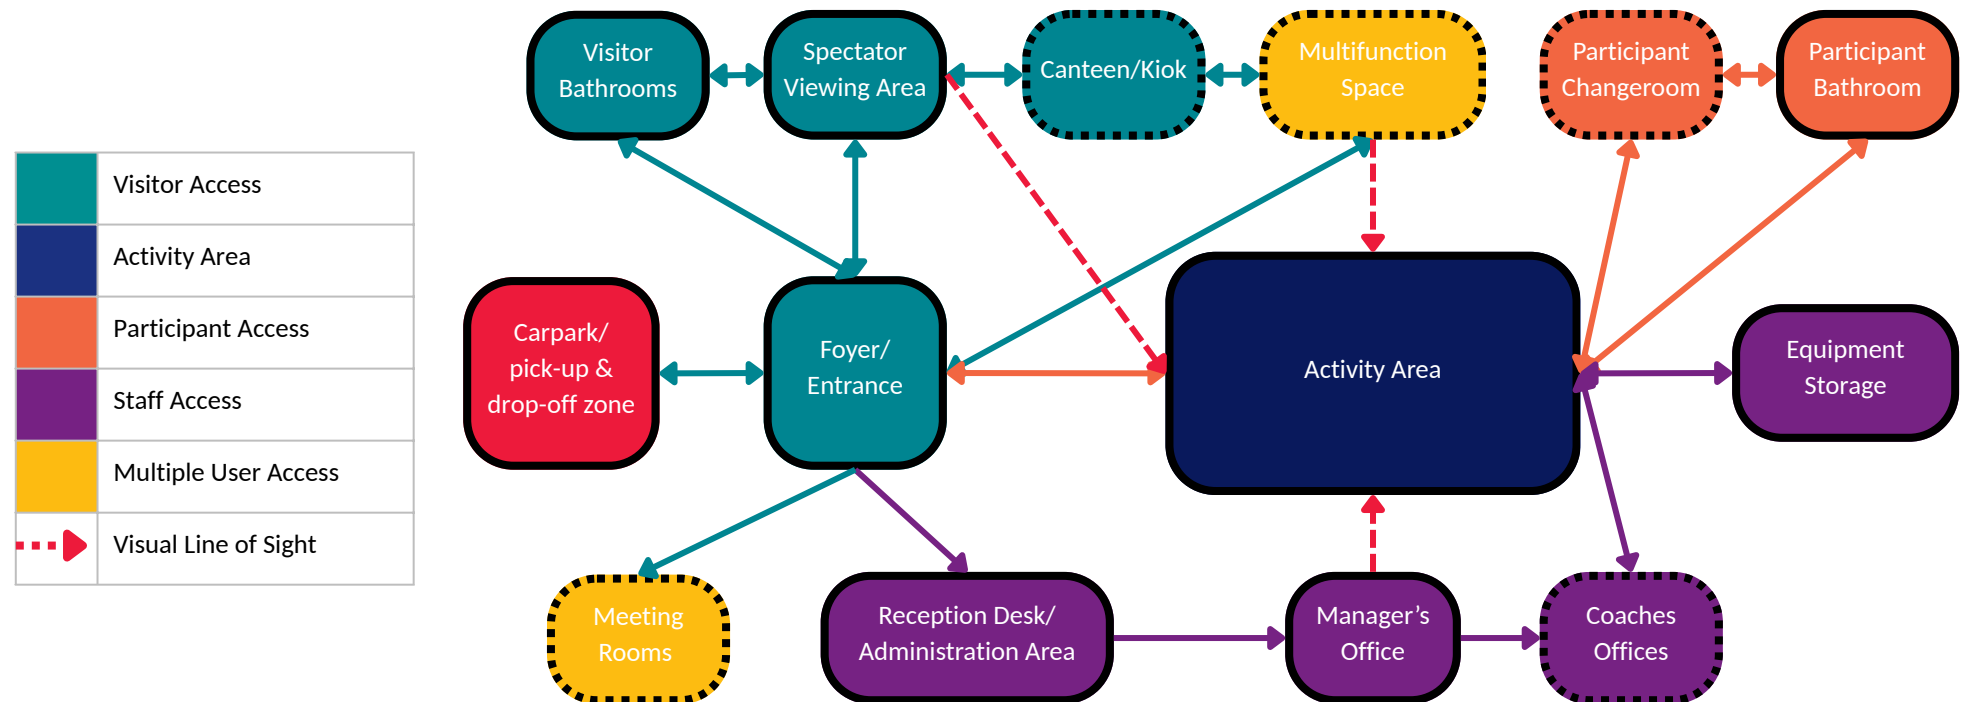 Visitor
Bathrooms
Spectator
Viewing Area
Canteen/Kiok
Multifunction
Space
Participant
Changeroom
Participant
Bathroom
Visitor Access
Activity Area
Participant Access
Staff Access
Multiple User Access
Visual Line of Sight
Carpark/
pick-up &
drop-off zone
Foyer/
Entrance
Activity Area
Equipment
Storage
Meeting
Rooms
Reception Desk/
Administration Area
Manager’s
Office
Coaches
Offices